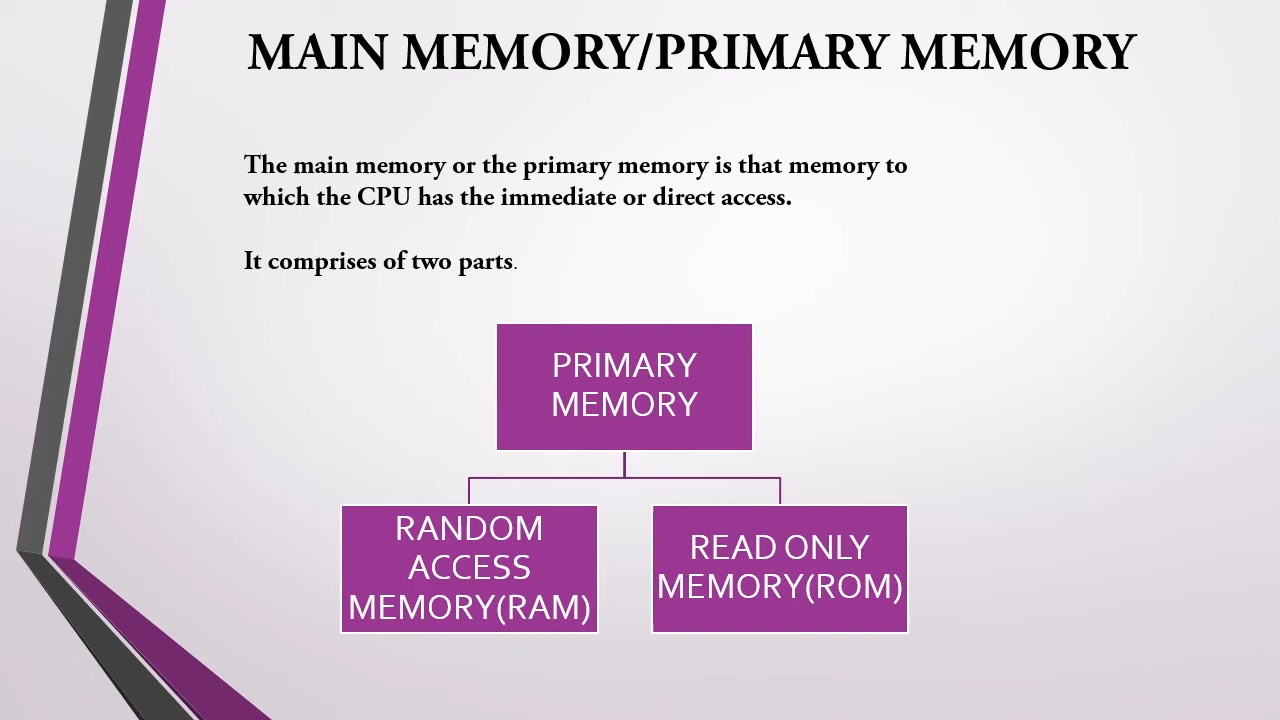 MAIN MEMORY/PRIMARY MEMORY
The main memory or the primary memory is that memory to
which the CPU has the immediate or direct access.
It comprises of two parts.
PRIMARY
MEMORY
RANDOM
ACCESS
MEMORY(RAM)
READ ONLY
MEMORY(ROM)